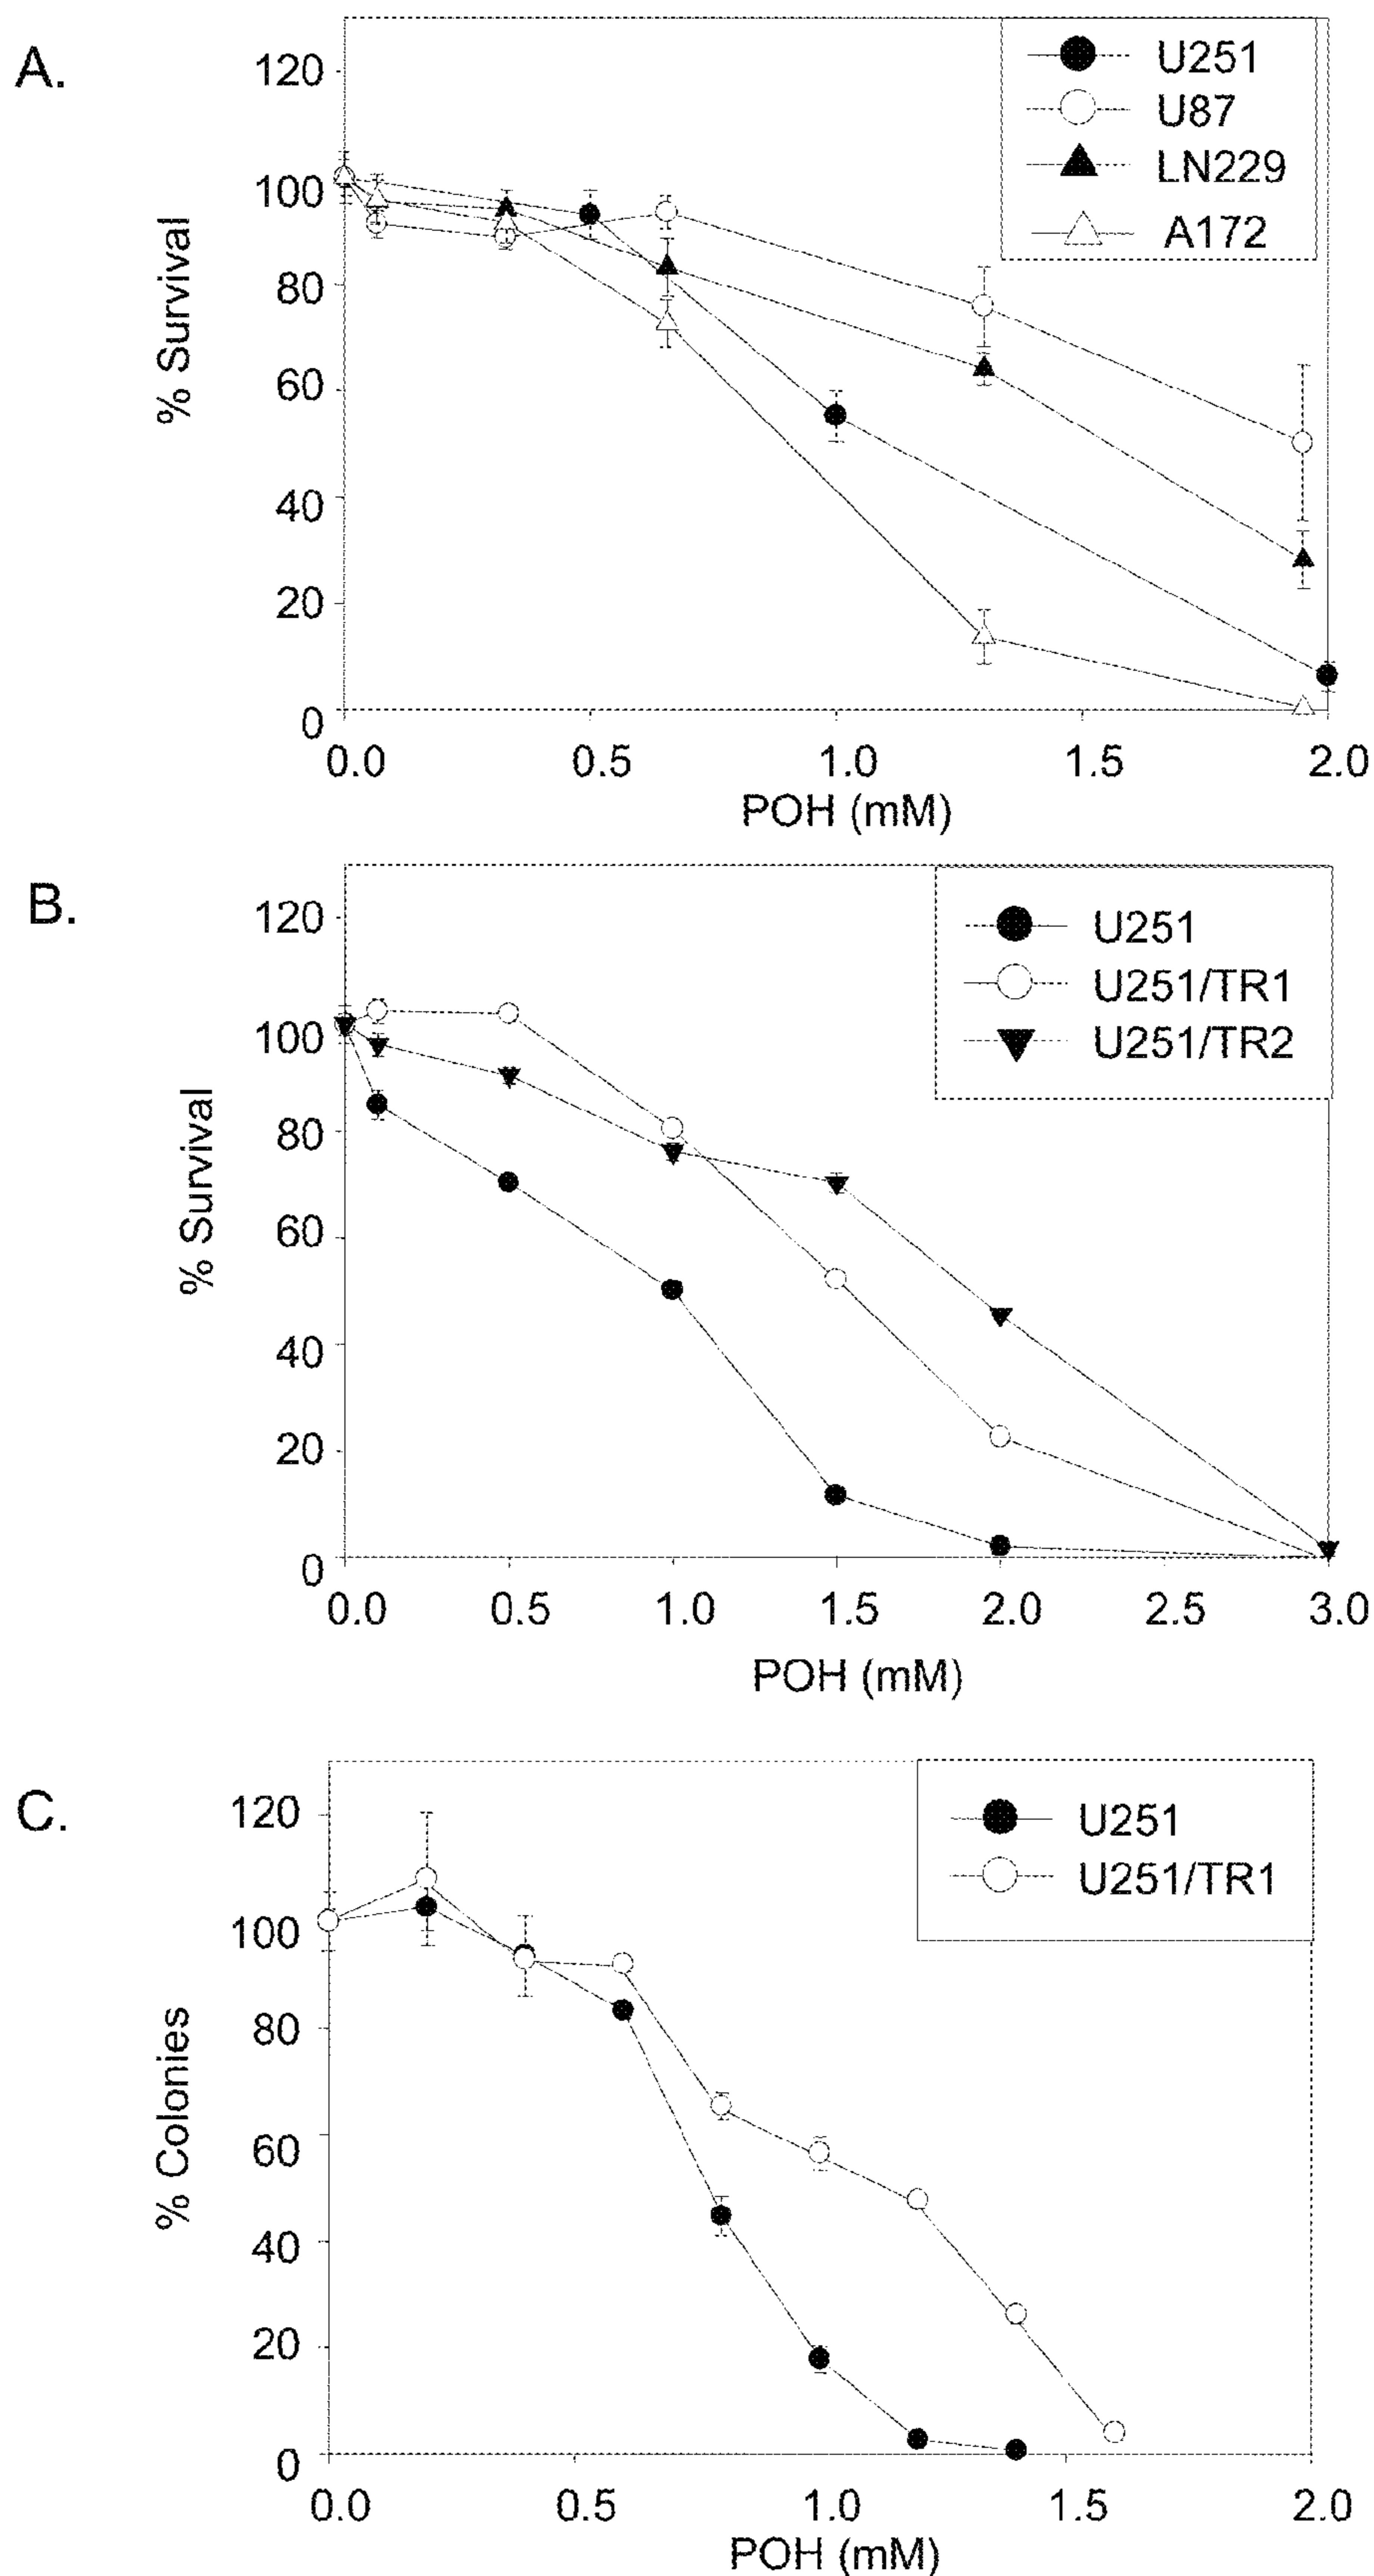 A.
% Survival
120
100
80
60
40
20
0
U251
U87
LN229
A172
0.0 0.5 1.0 1.5 2.0
POH (mM)
B.
% Survival
120
100
80
60
40
20
0
U251
U251/TR1
U251/TR2
0.0 0.5 1.0 1.5 2.0 2.5 3.0
POH (mM)
C.
% Colonies
120
100
80
60
40
20
0
U251
U251/TR1
0.0 0.5 1.0 1.5 2.0
POH (mM)